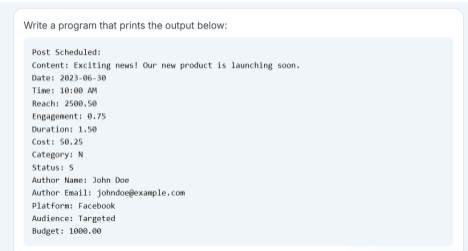 Write a program that prints the output below:
Post Scheduled:
Content: Exciting news! Our new product is launching soon.
Date: 2023-06-30
Time: 10:00 AM
Reach: 2500.50
Engagement: 0.75
Duration: 1.50
Cost: 50.25
Category: N
Status: S
Author Name: John Doe
Author Email: johndoe@example.com
Platform: Facebook
Audience: Targeted
Budget: 1000.00